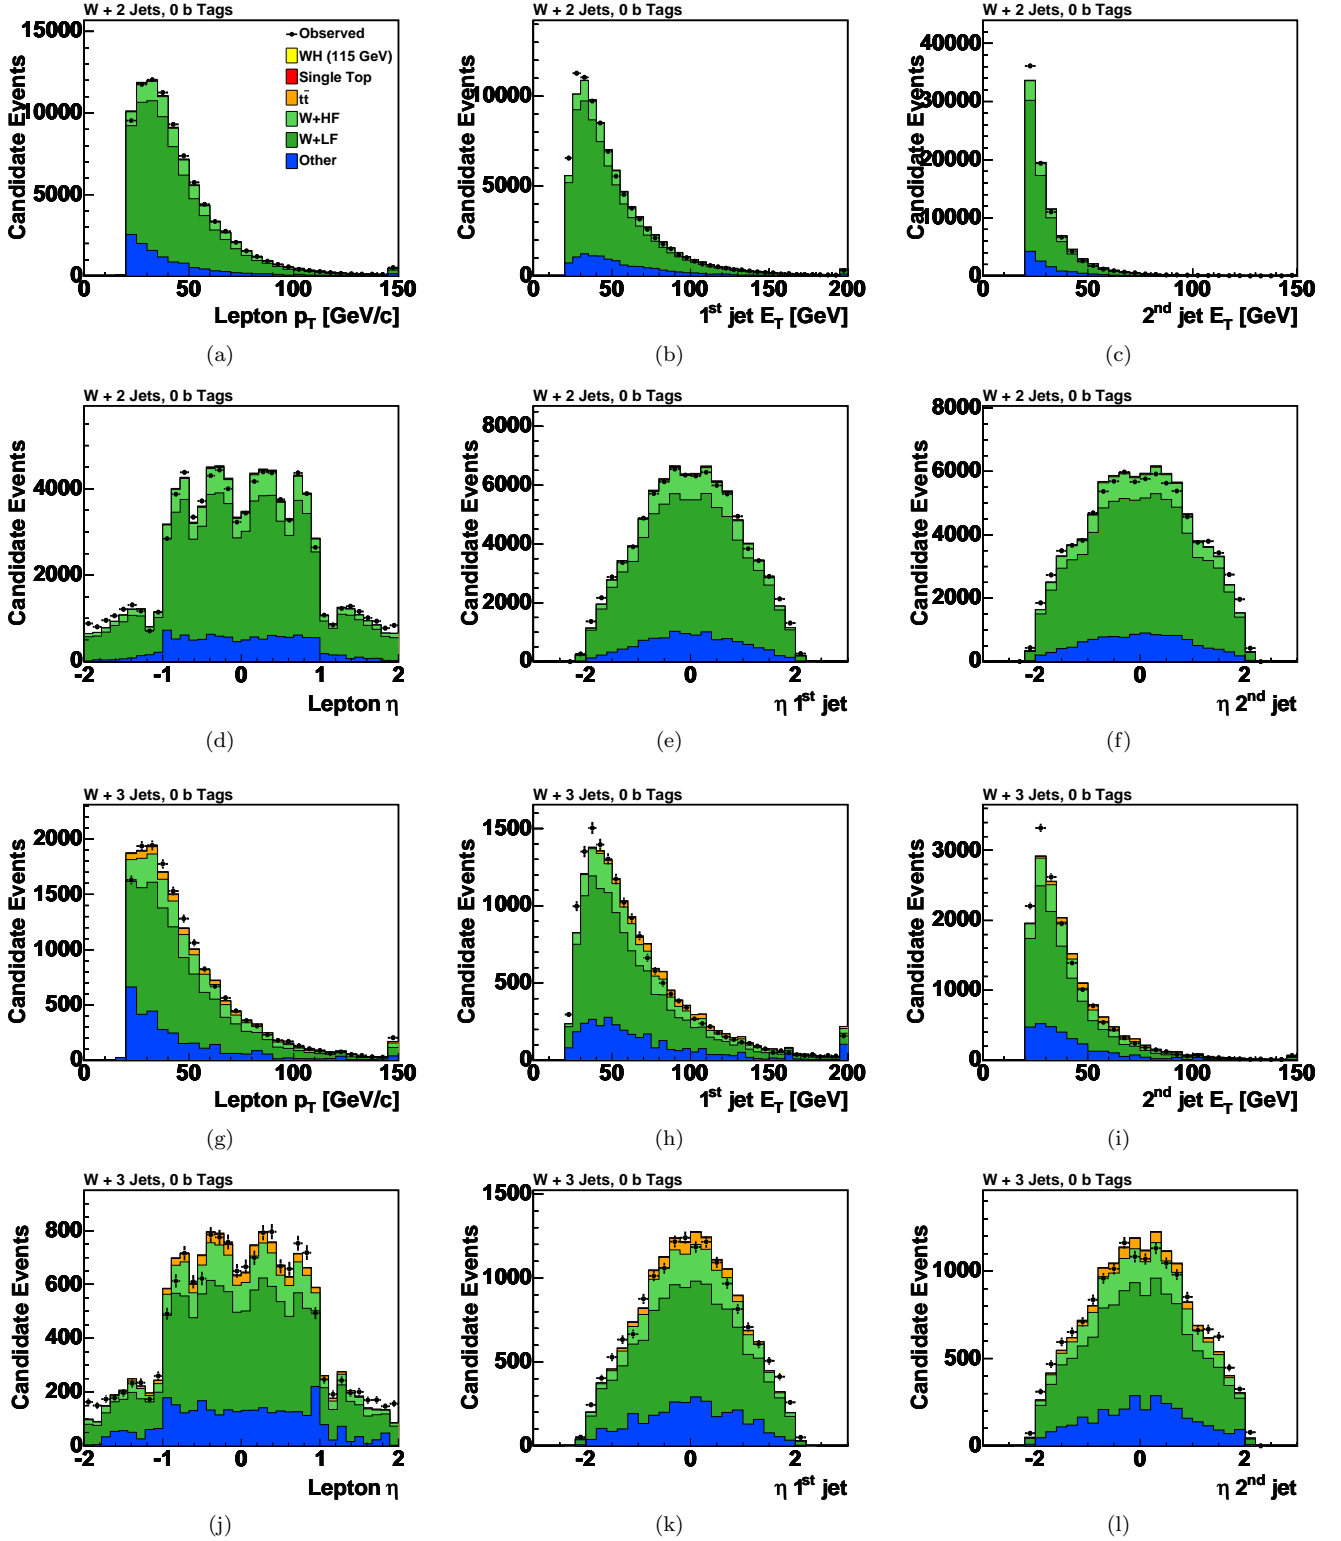 W + 2 Jets, 0 b Tags
Candidate Events
15000
10000
5000
0
0 50 100 150
Lepton p_T [GeV/c]
Observed
WH (115 GeV)
Single Top
tt̄
W+HF
W+LF
Other
(a)
W + 2 Jets, 0 b Tags
Candidate Events
10000
5000
0
0 50 100 150 200
1st jet E_T [GeV]
(b)
W + 2 Jets, 0 b Tags
Candidate Events
40000
30000
20000
10000
0
0 50 100 150
2nd jet E_T [GeV]
(c)
W + 2 Jets, 0 b Tags
Candidate Events
4000
2000
0
-2 -1 0 1 2
Lepton η
(d)
W + 2 Jets, 0 b Tags
Candidate Events
8000
6000
4000
2000
0
-2 0 2
η 1st jet
(e)
W + 2 Jets, 0 b Tags
Candidate Events
8000
6000
4000
2000
0
-2 0 2
η 2nd jet
(f)
W + 3 Jets, 0 b Tags
Candidate Events
2000
1500
1000
500
0
0 50 100 150
Lepton p_T [GeV/c]
(g)
W + 3 Jets, 0 b Tags
Candidate Events
1500
1000
500
0
0 50 100 150 200
1st jet E_T [GeV]
(h)
W + 3 Jets, 0 b Tags
Candidate Events
3000
2000
1000
0
0 50 100 150
2nd jet E_T [GeV]
(i)
W + 3 Jets, 0 b Tags
Candidate Events
800
600
400
200
0
-2 -1 0 1 2
Lepton η
(j)
W + 3 Jets, 0 b Tags
Candidate Events
1500
1000
500
0
-2 0 2
η 1st jet
(k)
W + 3 Jets, 0 b Tags
Candidate Events
1000
500
0
-2 0 2
η 2nd jet
(l)